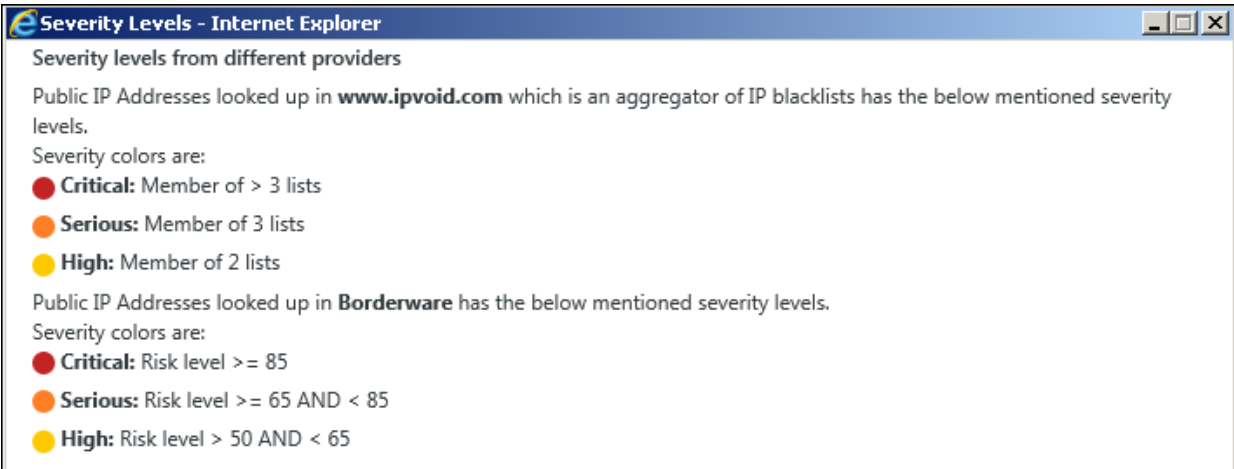 Severity Levels - Internet Explorer
Severity levels from different providers
Public IP Addresses looked up in www.ipvoid.com which is an aggregator of IP blacklists has the below mentioned severity
levels.
Severity colors are:
Critical: Member of > 3 lists
Serious: Member of 3 lists
High: Member of 2 lists
Public IP Addresses looked up in Borderware has the below mentioned severity levels.
Severity colors are:
Critical: Risk level >= 85
Serious: Risk level >= 65 AND < 85
High: Risk level > 50 AND < 65